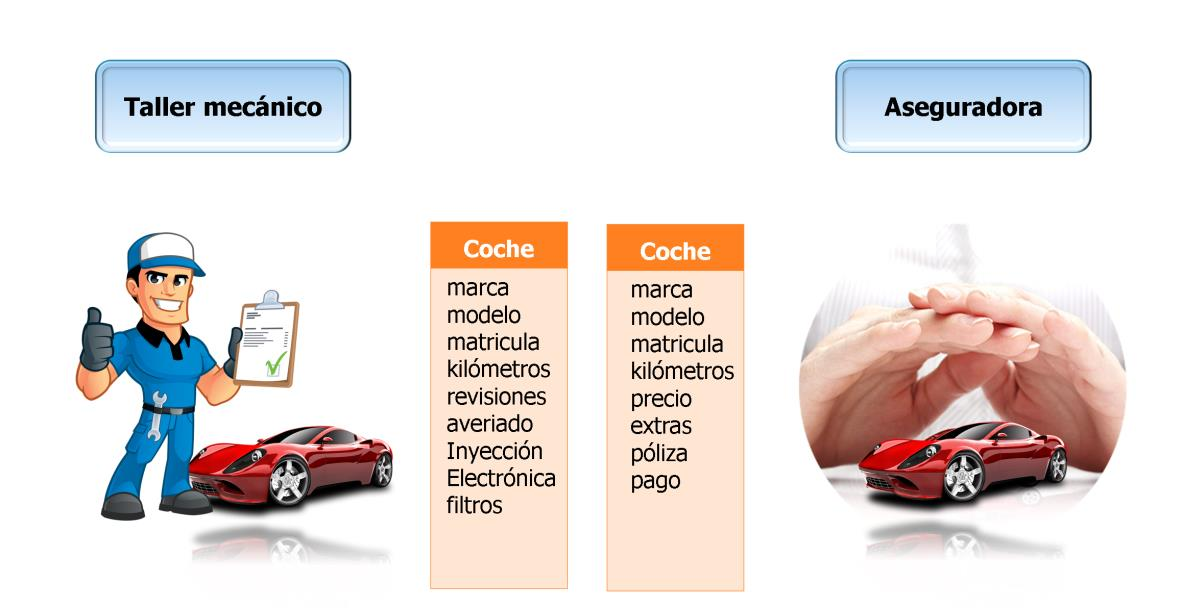 Taller mecánico
Aseguradora
Coche
marca
modelo
matricula
kilómetros
revisiones
averiado
Inyección
Electrónica
filtros
Coche
marca
modelo
matricula
kilómetros
precio
extras
póliza
pago